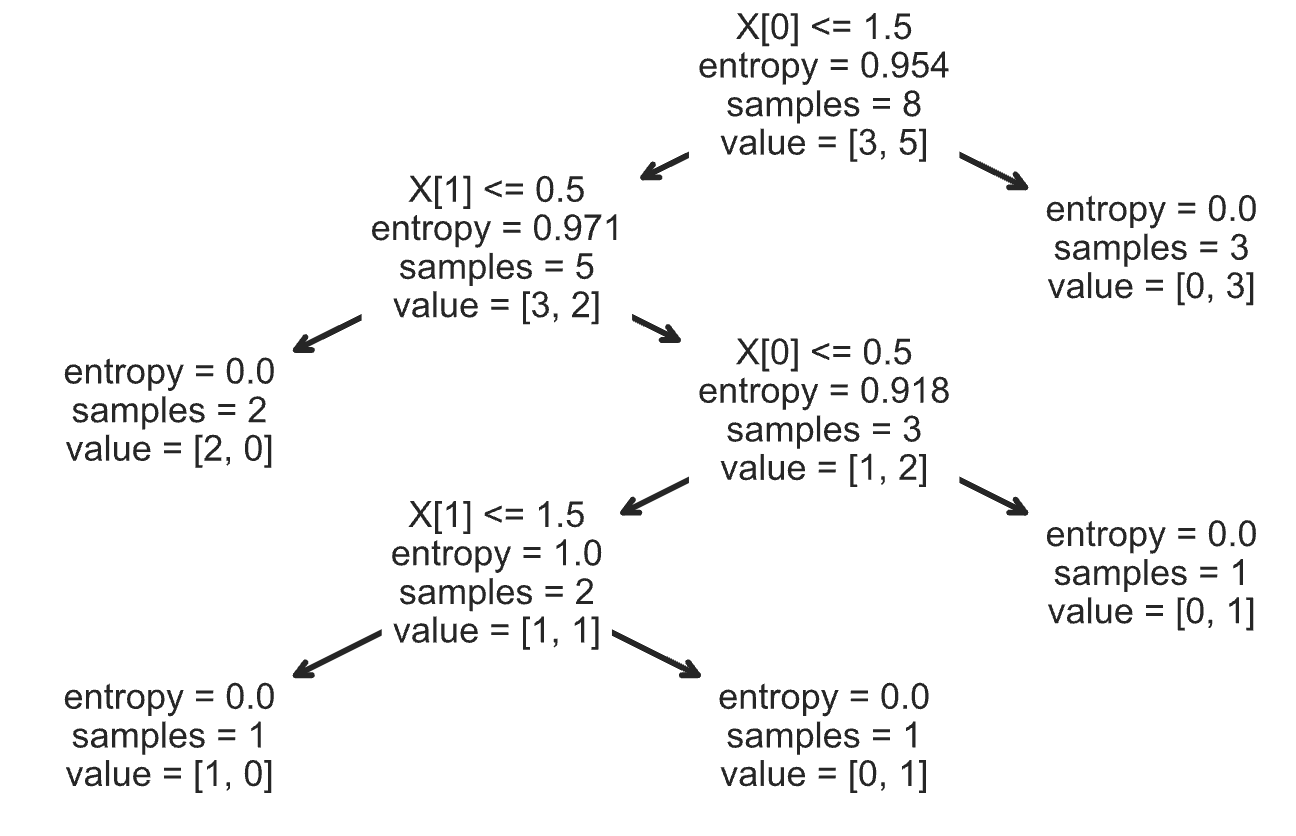 X[0] <= 1.5
entropy = 0.954
samples = 8
value = [3, 5]
X[1] <= 0.5
entropy = 0.971
samples = 5
value = [3, 2]
entropy = 0.0
samples = 3
value = [0, 3]
entropy = 0.0
samples = 2
value = [2, 0]
X[0] <= 0.5
entropy = 0.918
samples = 3
value = [1, 2]
X[1] <= 1.5
entropy = 1.0
samples = 2
value = [1, 1]
entropy = 0.0
samples = 1
value = [0, 1]
entropy = 0.0
samples = 1
value = [1, 0]
entropy = 0.0
samples = 1
value = [0, 1]